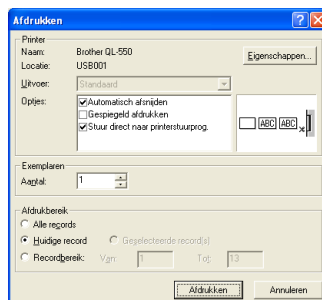 Afdrukken
Printer
Naam: Brother QL-550
Locatie: USB001
Eigenschappen...
Uitvoer: Standaard
Opties: Automatisch afsnijden
Gespiegeld afdrukken
Stuur direct naar printerstuurprog.
ABC ABC
Exemplaren
Aantal: 1
Afdrukbereik
Alle records
Huidige record Geselecteerde record(s)
Recordbereik: Van: 1 Tot: 13
Afdrukken Annuleren